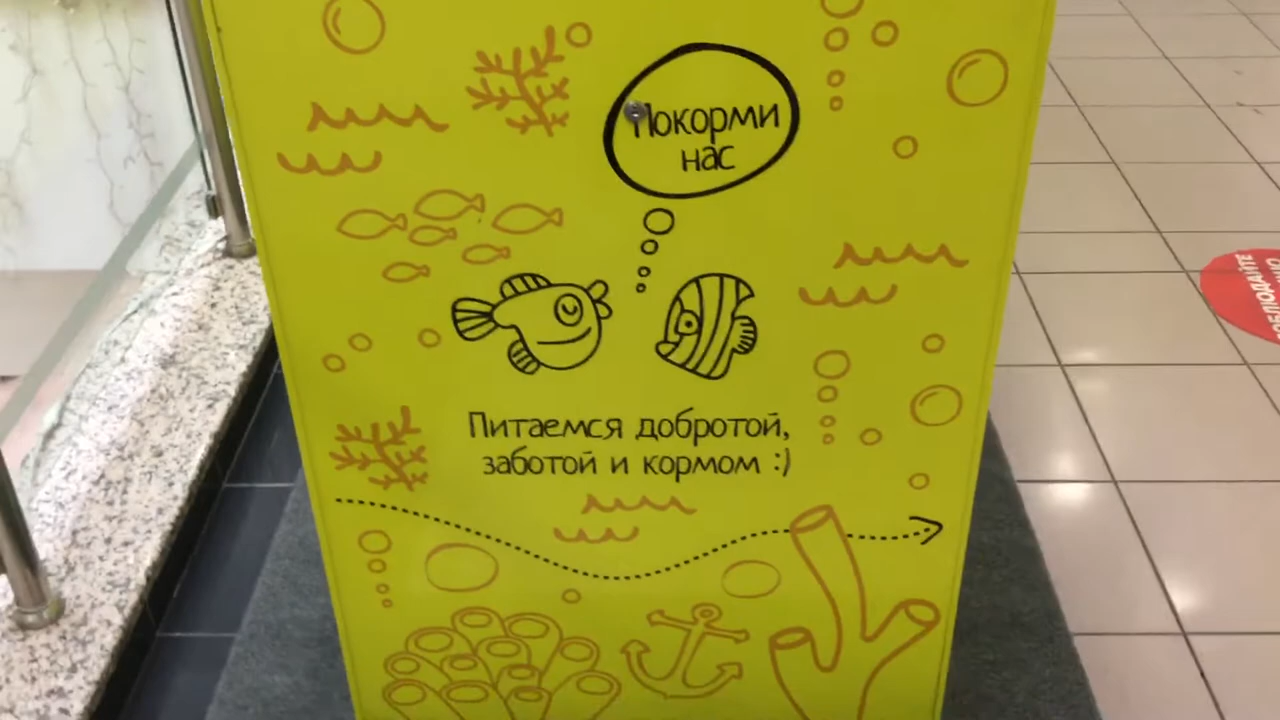 Покорми
нас
Питаемся добротой,
заботой и кормом :)